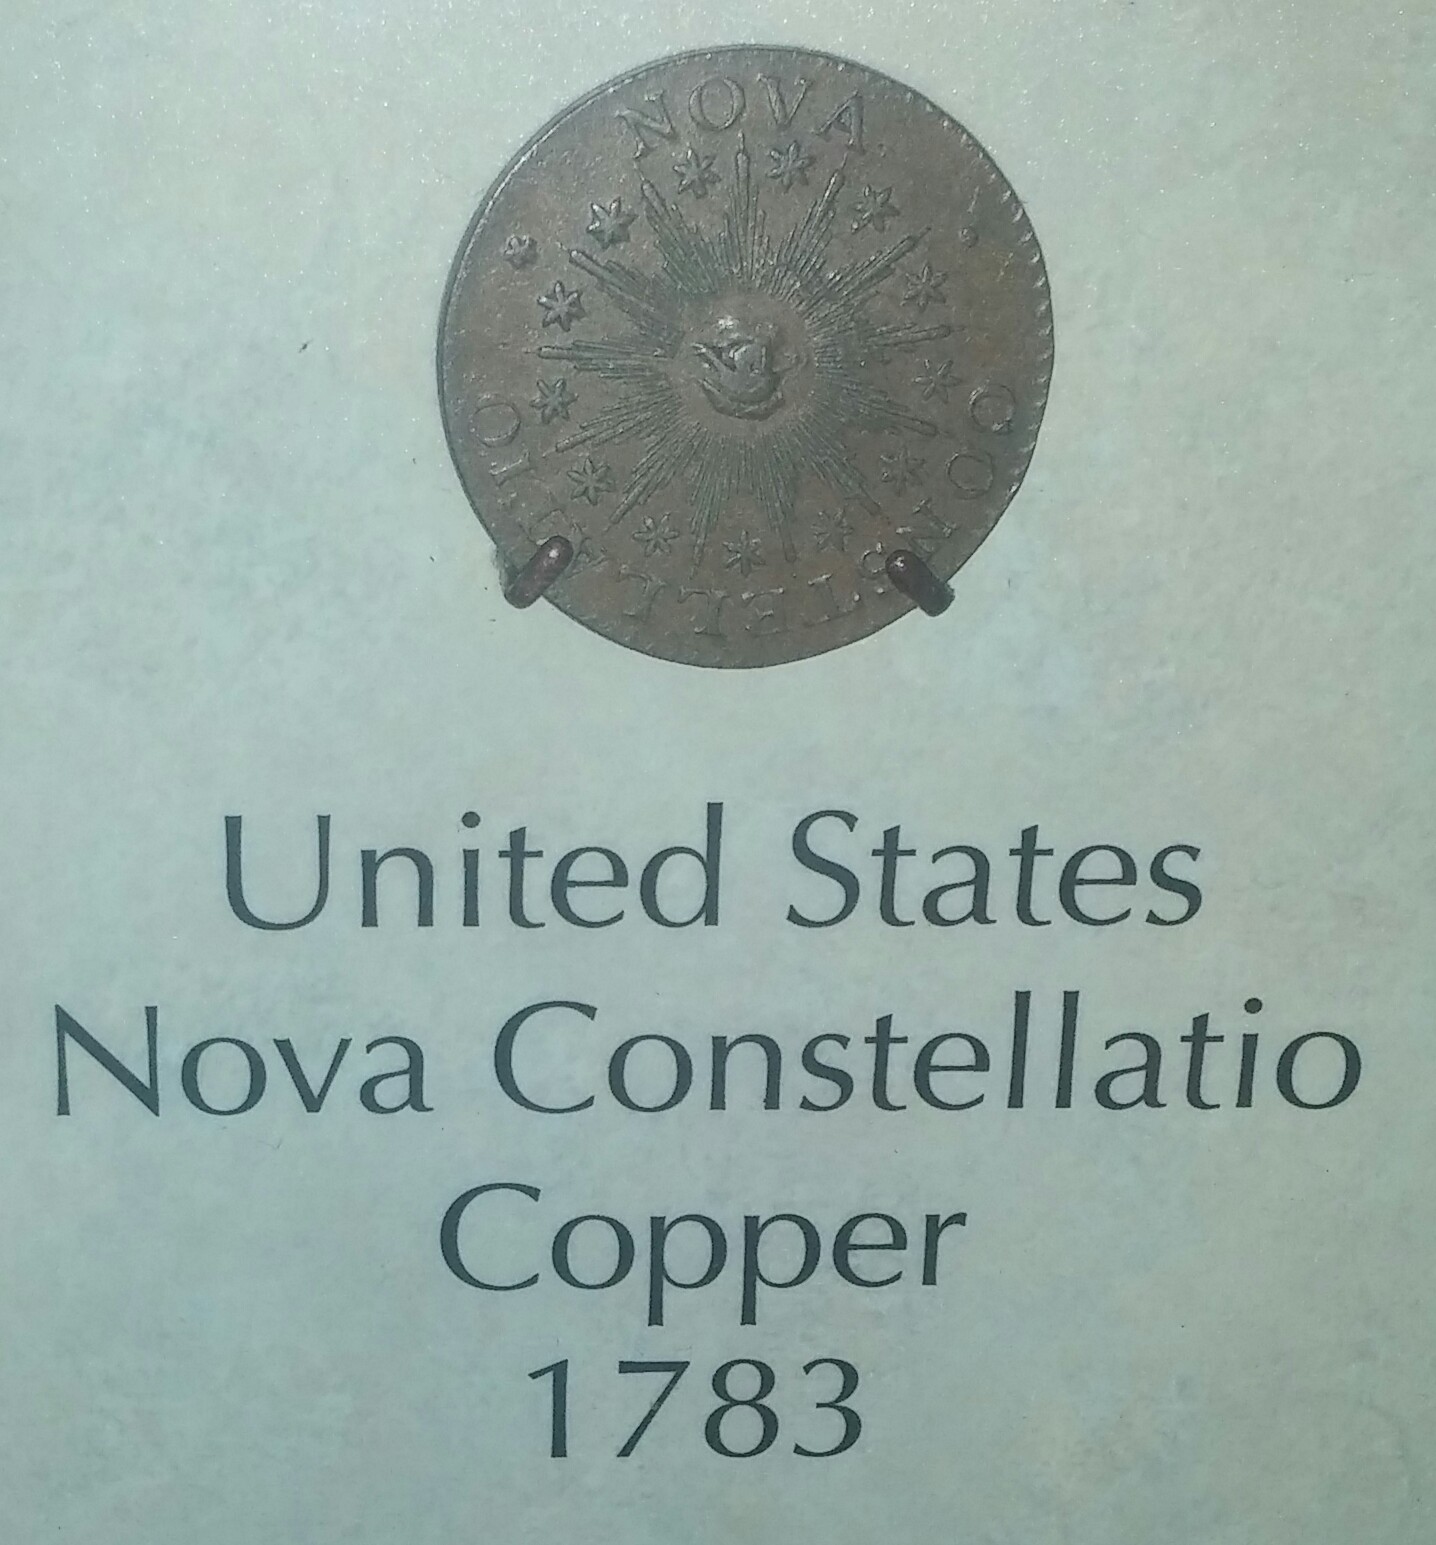 NOVA
CONSTELLATIO
United States
Nova Constellatio
Copper
1783